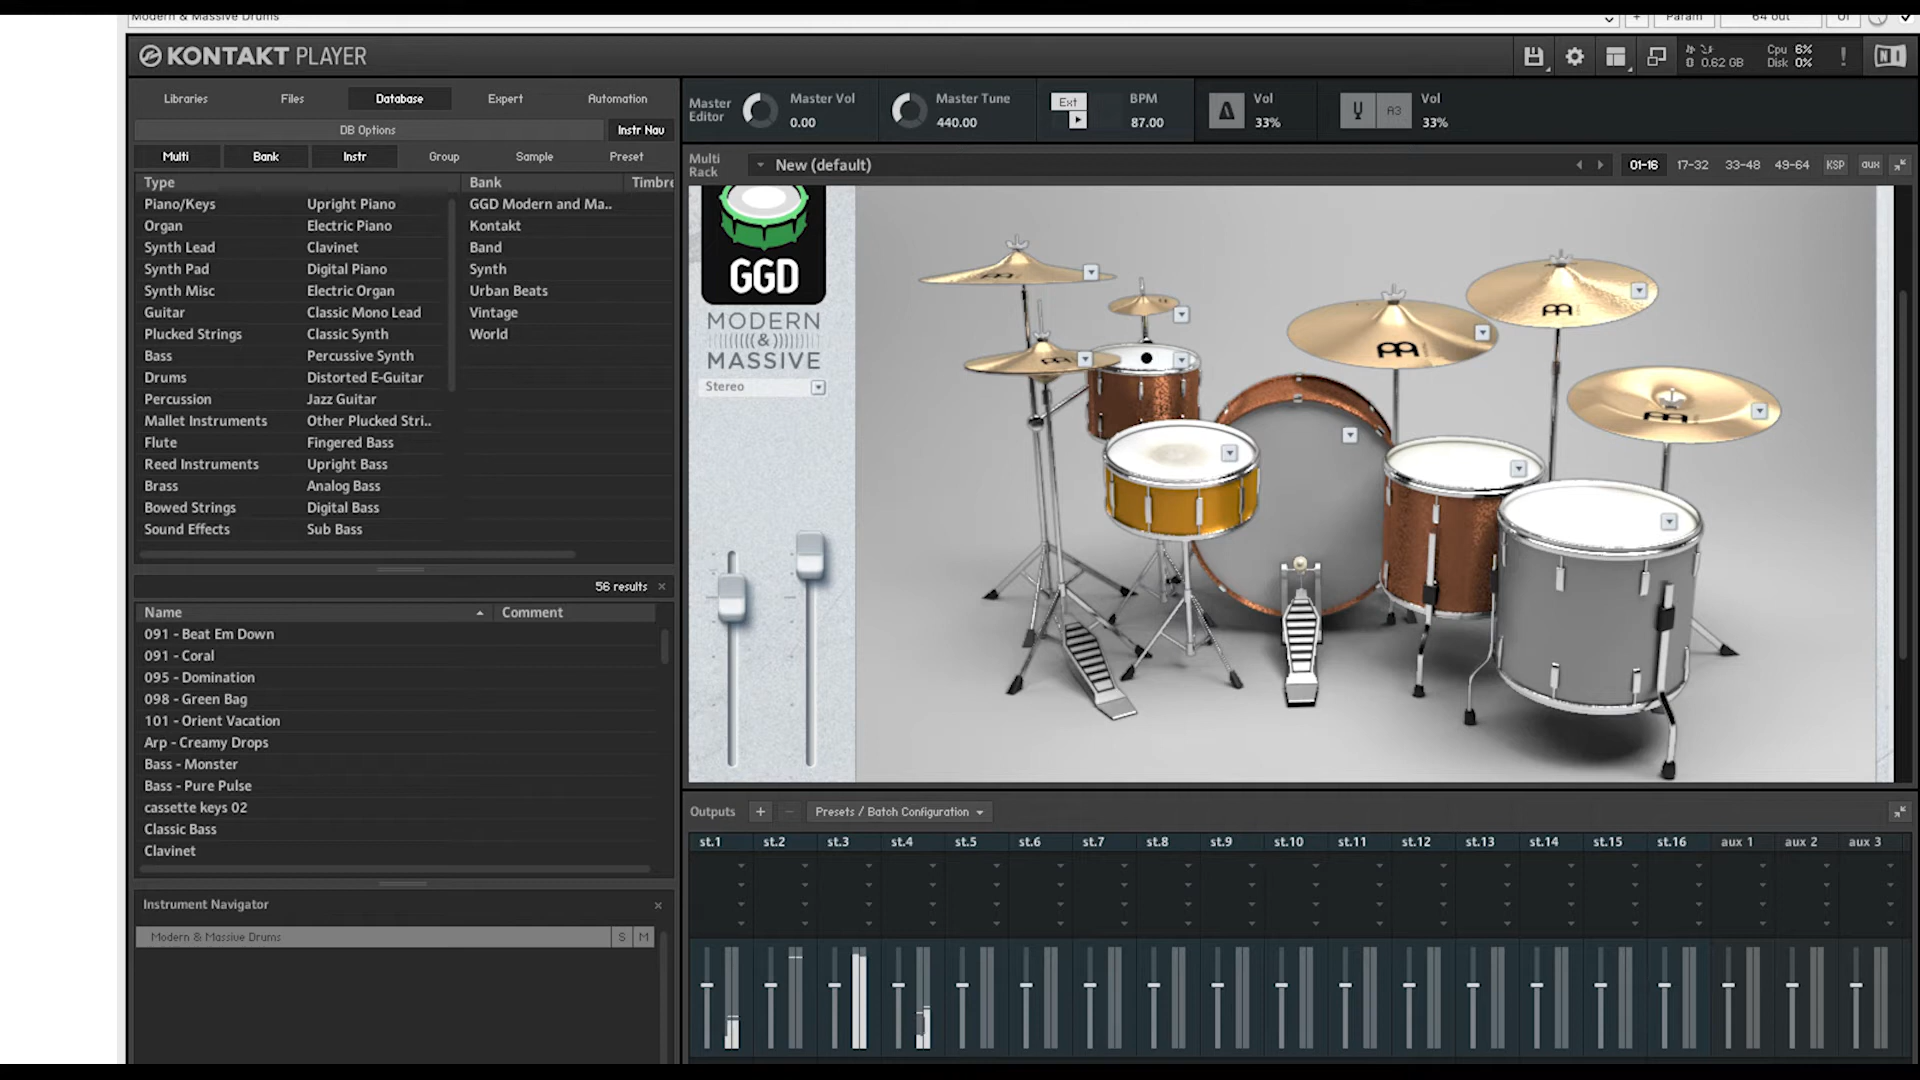 Modern & Massive Drums
Param
64 out
UI
KONTAKT PLAYER
0
0.62 GB
Cpu 6%
Disk 0%
!
NI
Libraries
Files
Database
Expert
Automation
DB Options
Instr Nav
Multi
Bank
Instr
Group
Sample
Preset
Type
Bank
Timbre
Piano/Keys
Upright Piano
GGD Modern and Ma..
Organ
Electric Piano
Kontakt
Synth Lead
Clavinet
Band
Synth Pad
Digital Piano
Synth
Synth Misc
Electric Organ
Urban Beats
Guitar
Classic Mono Lead
Vintage
Plucked Strings
Classic Synth
World
Bass
Percussive Synth
Drums
Distorted E-Guitar
Percussion
Jazz Guitar
Mallet Instruments
Other Plucked Stri..
Flute
Fingered Bass
Reed Instruments
Upright Bass
Brass
Analog Bass
Bowed Strings
Digital Bass
Sound Effects
Sub Bass
56 results
Name
Comment
091 - Beat Em Down
091 - Coral
095 - Domination
098 - Green Bag
101 - Orient Vacation
Arp - Creamy Drops
Bass - Monster
Bass - Pure Pulse
cassette keys 02
Classic Bass
Clavinet
Instrument Navigator
Modern & Massive Drums
S
M
Master
Editor
Master Vol
0.00
Master Tune
440.00
Ext
BPM
87.00
Vol
33%
A3
Vol
33%
Multi
Rack
New (default)
01-16
17-32
33-48
49-64
KSP
aux
GGD
MODERN
&
MASSIVE
Stereo
Outputs
Presets / Batch Configuration
st.1
st.2
st.3
st.4
st.5
st.6
st.7
st.8
st.9
st.10
st.11
st.12
st.13
st.14
st.15
st.16
aux 1
aux 2
aux 3